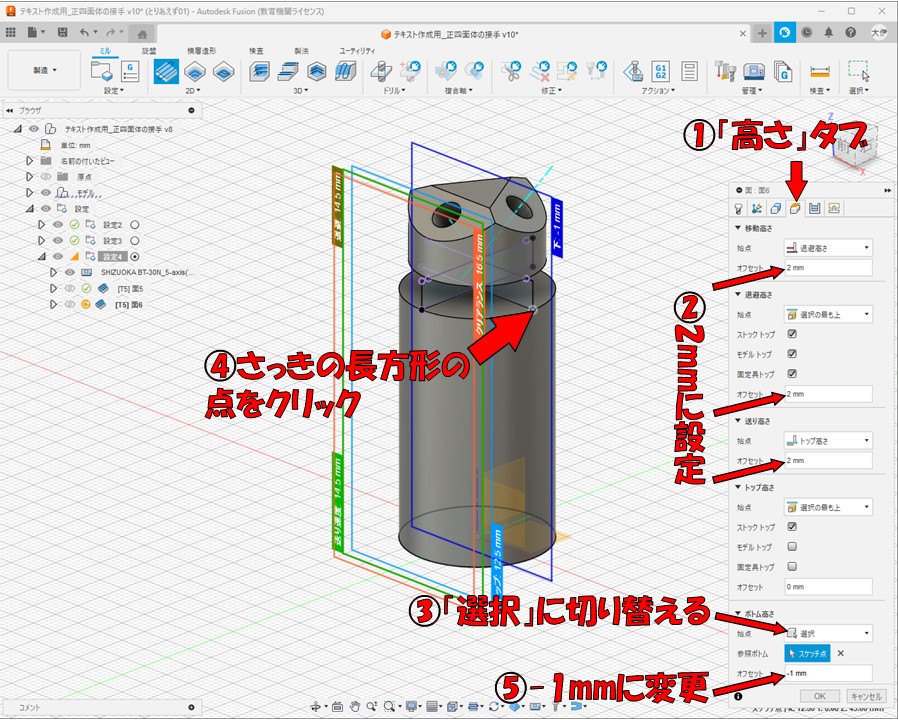 テキスト作成用_正四面体の接手 v10* (とりあえず01) - Autodesk Fusion (教育機関ライセンス)
テキスト作成用_正四面体の接手 v10*
大伊
ミル 旋盤 積層造形 検査 製法 ユーティリティ
製造
設定 2D 3D ドリル 複合軸 修正 アクション 管理 検査 選択
G1
G2
ブラウザ
テキスト作成用_正四面体の接手 v8
単位: mm
名前の付いたビュー
原点
モデル
設定
設定2
設定3
設定4
SHIZUOKA BT-30N_5-axis(...
[T5] 面5
[T5] 面6
①「高さ」タブ
②2mmに設定
③「選択」に切り替える
④さっきの長方形の
点をクリック
⑤-1mmに変更
退避 14.5 mm
送り速度 14.5 mm
クリアランス 16.5 mm
下 -1 mm
トップ 12.5 mm
Z
前
X
面 : 面6
移動高さ
始点 退避高さ
オフセット 2 mm
退避高さ
始点 選択の最も上
ストックトップ
モデルトップ
固定具トップ
オフセット 2 mm
送り高さ
始点 トップ高さ
オフセット 2 mm
トップ高さ
始点 選択の最も上
ストックトップ
モデルトップ
固定具トップ
オフセット 0 mm
ボトム高さ
始点 選択
参照ボトム スケッチ点
オフセット -1 mm
OK キャンセル
コメント